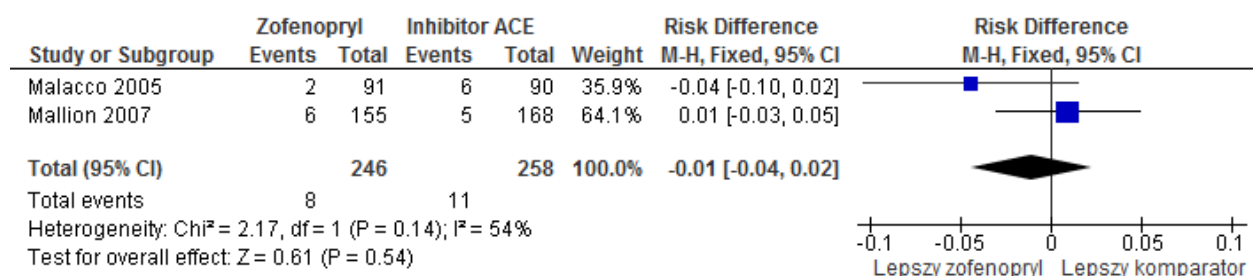 Zofenopryl Inhibitor ACE Risk Difference Risk Difference
Study or Subgroup Events Total Events Total Weight M-H, Fixed, 95% CI M-H, Fixed, 95% CI
Malacco 2005 2 91 6 90 35.9% -0.04 [-0.10, 0.02]
Mallion 2007 6 155 5 168 64.1% 0.01 [-0.03, 0.05]
Total (95% CI) 246 258 100.0% -0.01 [-0.04, 0.02]
Total events 8 11
Heterogeneity: Chi² = 2.17, df = 1 (P = 0.14); I² = 54%
Test for overall effect: Z = 0.61 (P = 0.54)
-0.1 -0.05 0 0.05 0.1
Lepszy zofenopryl Lepszy komparator